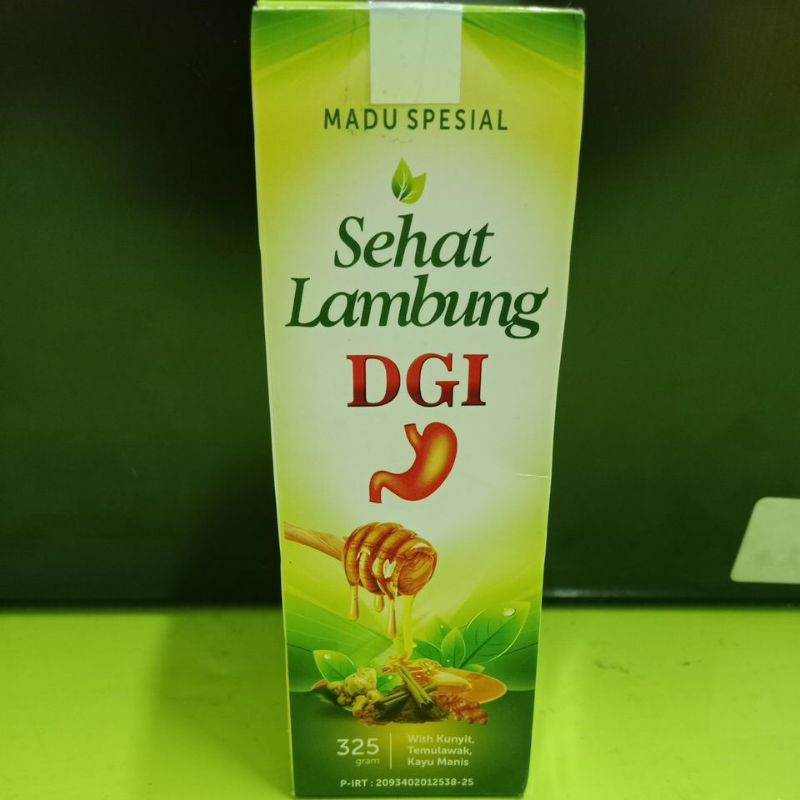 MADU SPESIAL
Sehat
Lambung
DGI
325
gram
With Kunyit,
Temulawak,
Kayu Manis
P-IRT : 2093402012538-25